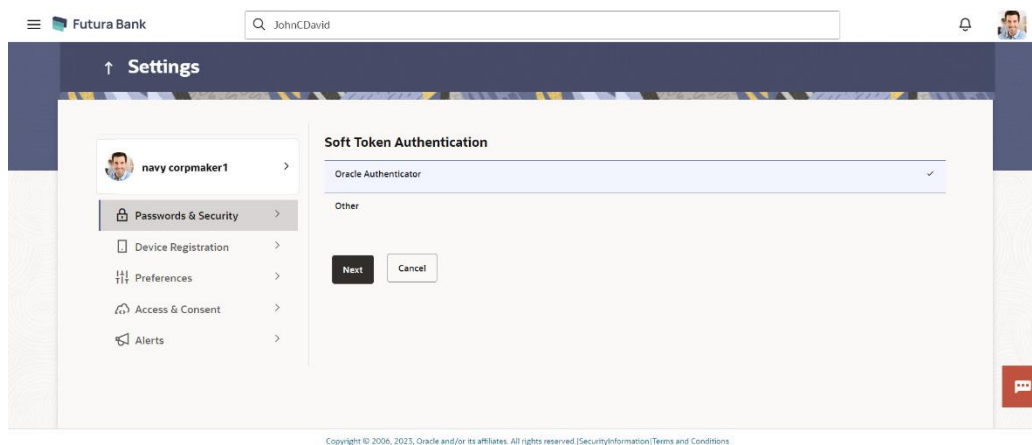 Futura Bank
JohnCDavid
↑ Settings
navy corpmaker1
Passwords & Security
Device Registration
Preferences
Access & Consent
Alerts
Soft Token Authentication
Oracle Authenticator
Other
Next Cancel
Copyright © 2006, 2023, Oracle and/or its affiliates. All rights reserved.|SecurityInformation|Terms and Conditions